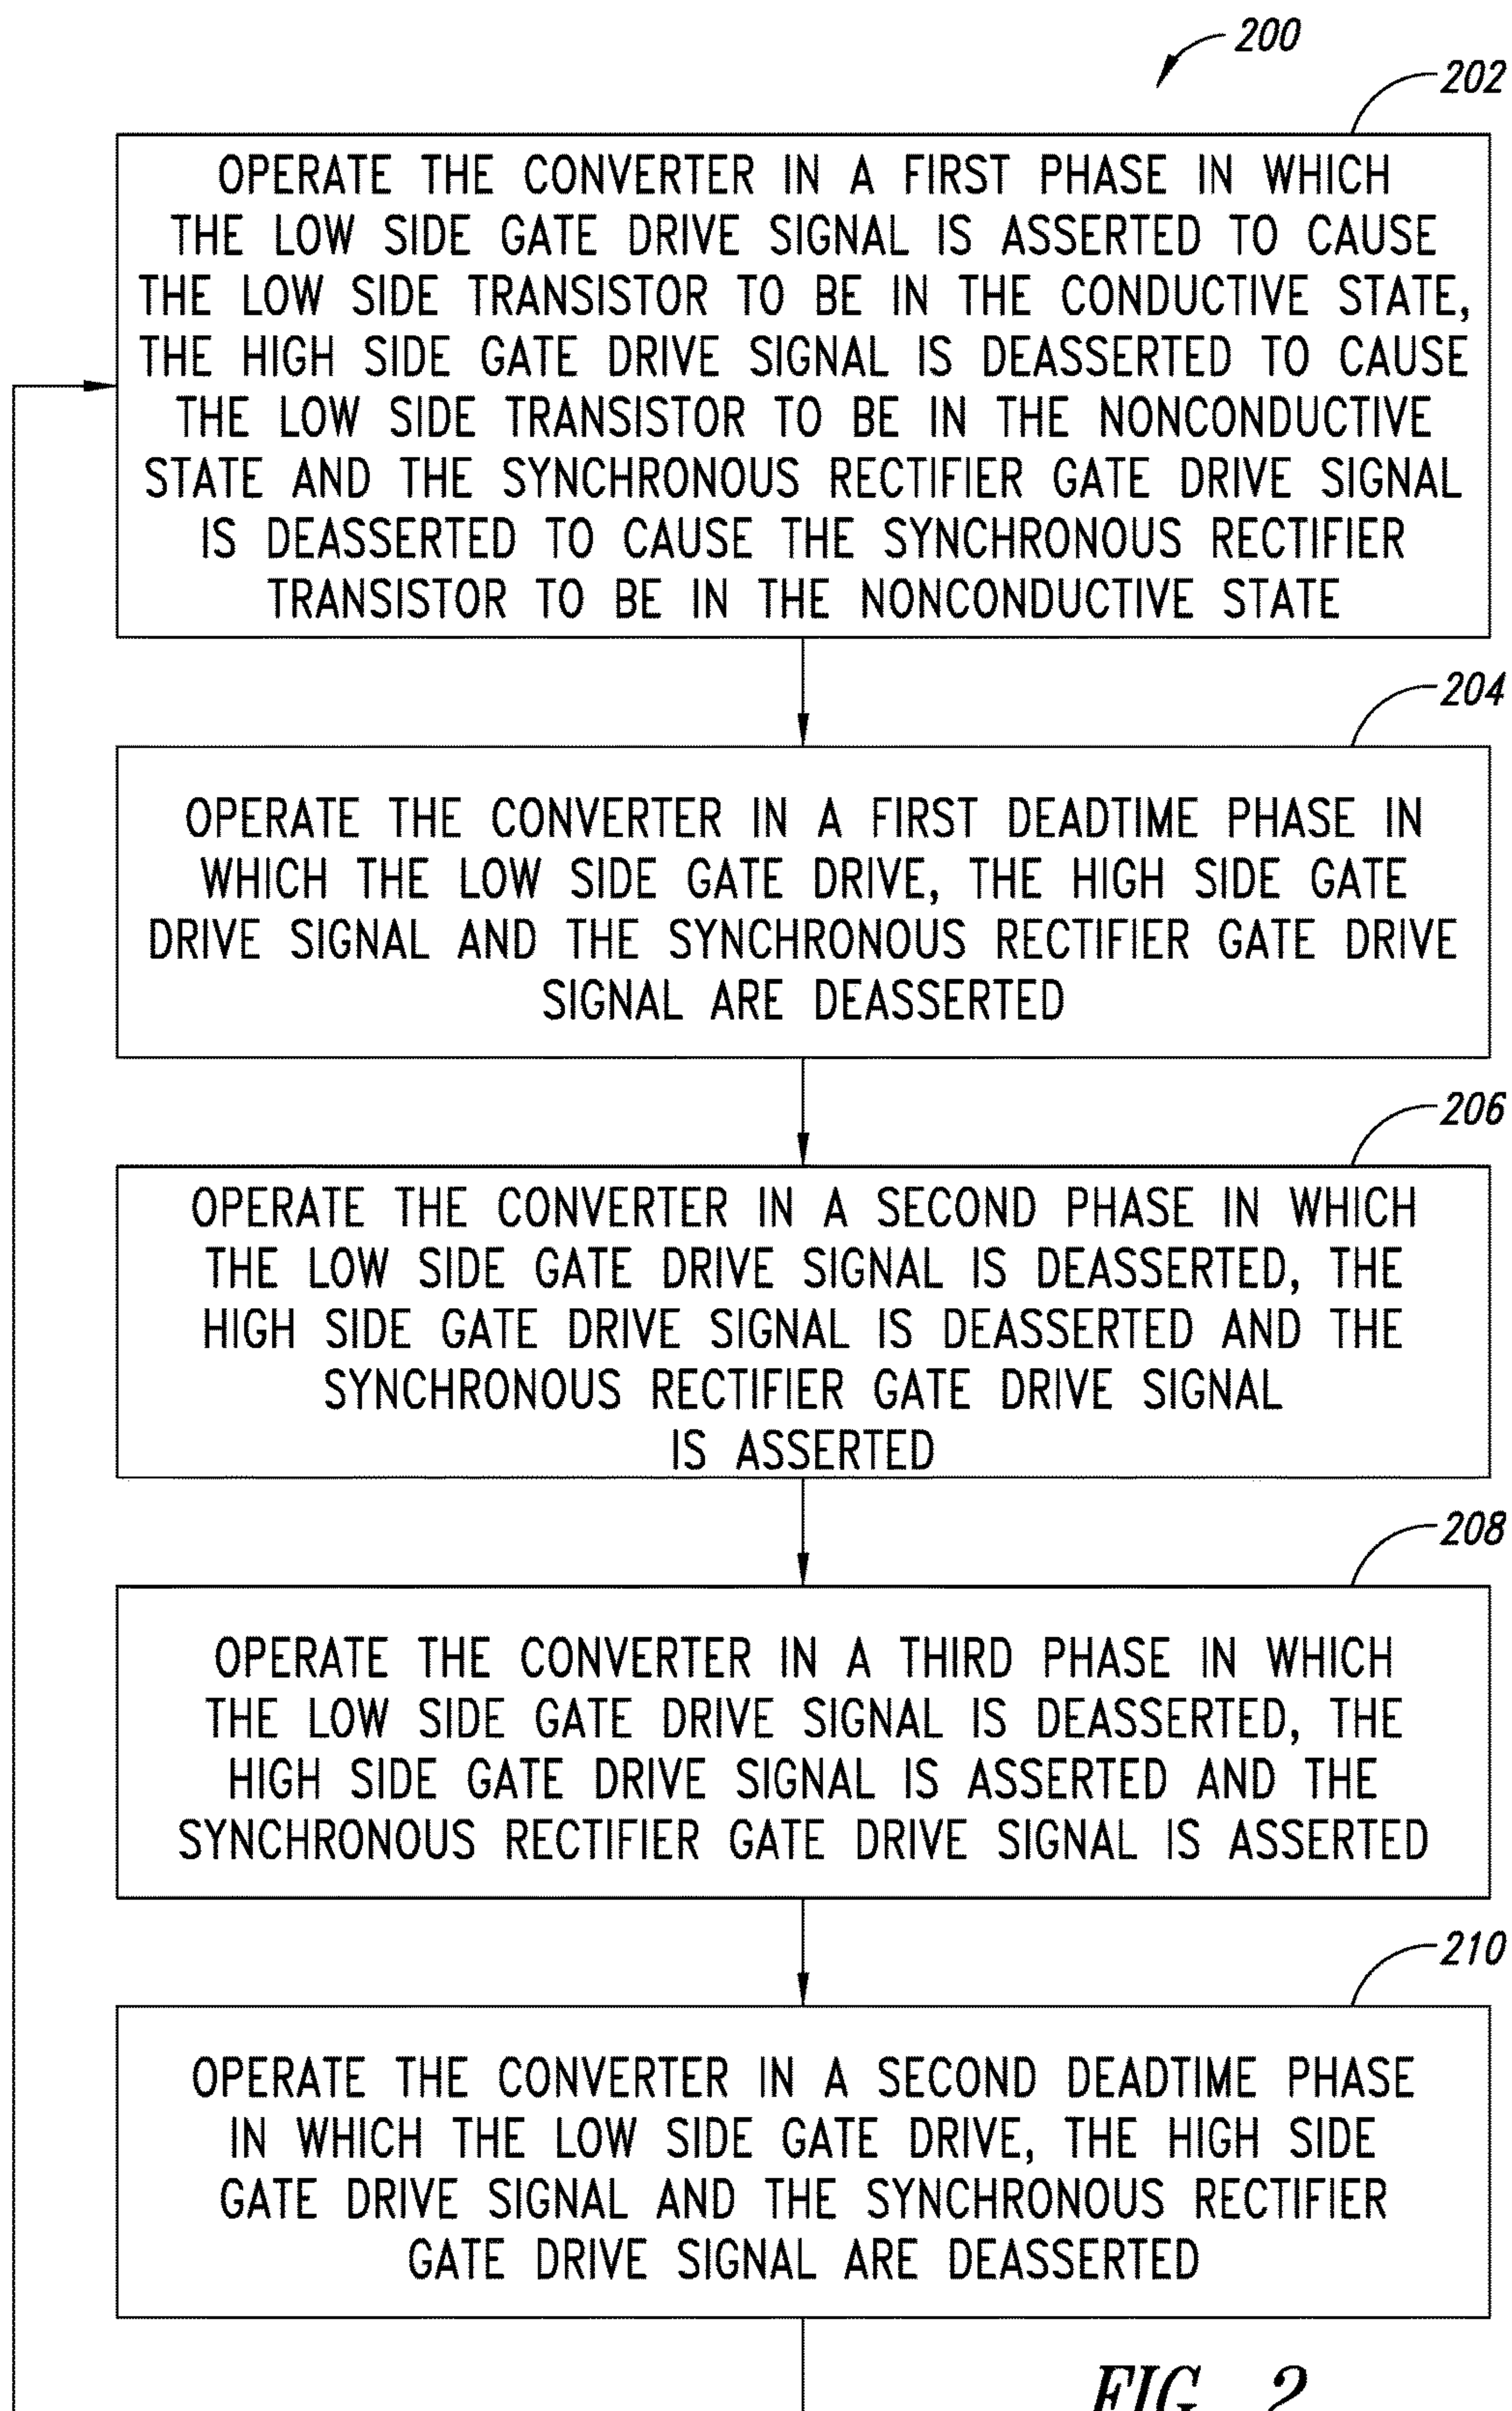 200
202
OPERATE THE CONVERTER IN A FIRST PHASE IN WHICH
THE LOW SIDE GATE DRIVE SIGNAL IS ASSERTED TO CAUSE
THE LOW SIDE TRANSISTOR TO BE IN THE CONDUCTIVE STATE,
THE HIGH SIDE GATE DRIVE SIGNAL IS DEASSERTED TO CAUSE
THE LOW SIDE TRANSISTOR TO BE IN THE NONCONDUCTIVE
STATE AND THE SYNCHRONOUS RECTIFIER GATE DRIVE SIGNAL
IS DEASSERTED TO CAUSE THE SYNCHRONOUS RECTIFIER
TRANSISTOR TO BE IN THE NONCONDUCTIVE STATE
204
OPERATE THE CONVERTER IN A FIRST DEADTIME PHASE IN
WHICH THE LOW SIDE GATE DRIVE, THE HIGH SIDE GATE
DRIVE SIGNAL AND THE SYNCHRONOUS RECTIFIER GATE DRIVE
SIGNAL ARE DEASSERTED
206
OPERATE THE CONVERTER IN A SECOND PHASE IN WHICH
THE LOW SIDE GATE DRIVE SIGNAL IS DEASSERTED, THE
HIGH SIDE GATE DRIVE SIGNAL IS DEASSERTED AND THE
SYNCHRONOUS RECTIFIER GATE DRIVE SIGNAL
IS ASSERTED
208
OPERATE THE CONVERTER IN A THIRD PHASE IN WHICH
THE LOW SIDE GATE DRIVE SIGNAL IS DEASSERTED, THE
HIGH SIDE GATE DRIVE SIGNAL IS ASSERTED AND THE
SYNCHRONOUS RECTIFIER GATE DRIVE SIGNAL IS ASSERTED
210
OPERATE THE CONVERTER IN A SECOND DEADTIME PHASE
IN WHICH THE LOW SIDE GATE DRIVE, THE HIGH SIDE
GATE DRIVE SIGNAL AND THE SYNCHRONOUS RECTIFIER
GATE DRIVE SIGNAL ARE DEASSERTED
FIG. 2